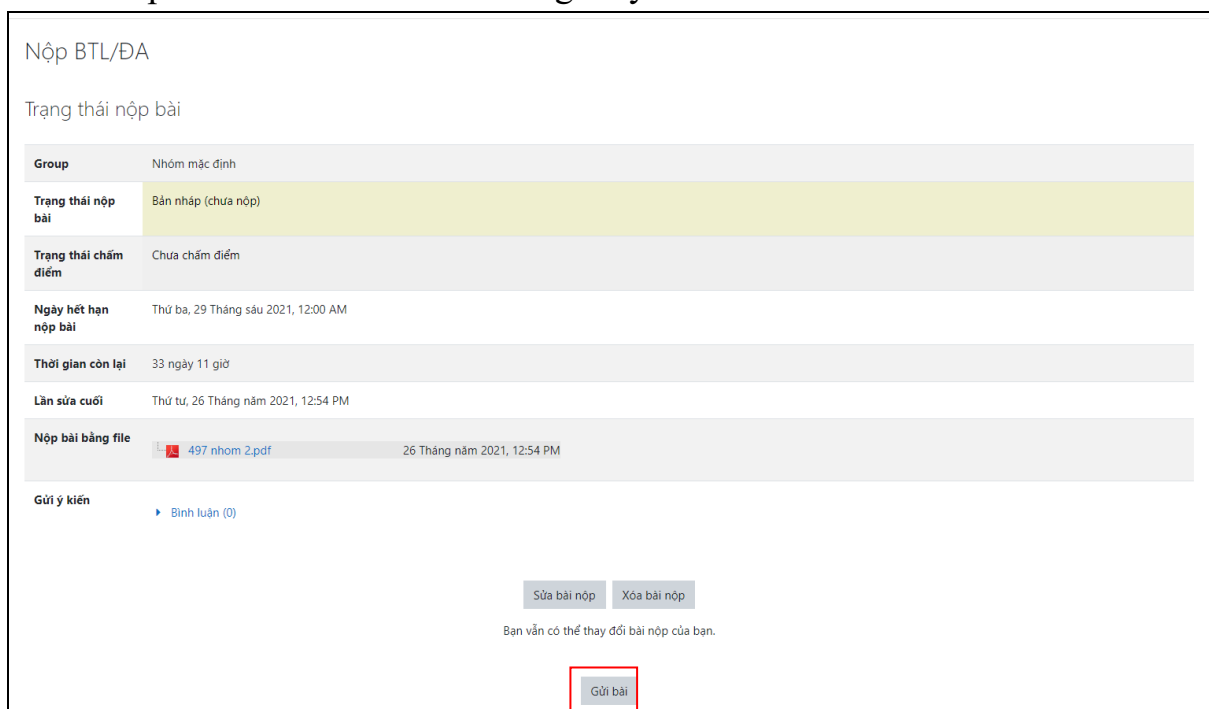 Nộp BTL/ĐA
Trạng thái nộp bài
Group Nhóm mặc định
Trạng thái nộp Bản nháp (chưa nộp)
bài
Trạng thái chấm Chưa chấm điểm
điểm
Ngày hết hạn Thứ ba, 29 Tháng sáu 2021, 12:00 AM
nộp bài
Thời gian còn lại 33 ngày 11 giờ
Lần sửa cuối Thứ tư, 26 Tháng năm 2021, 12:54 PM
Nộp bài bằng file
497 nhom 2.pdf 26 Tháng năm 2021, 12:54 PM
Gửi ý kiến
Bình luận (0)
Sửa bài nộp Xóa bài nộp
Bạn vẫn có thể thay đổi bài nộp của bạn.
Gửi bài